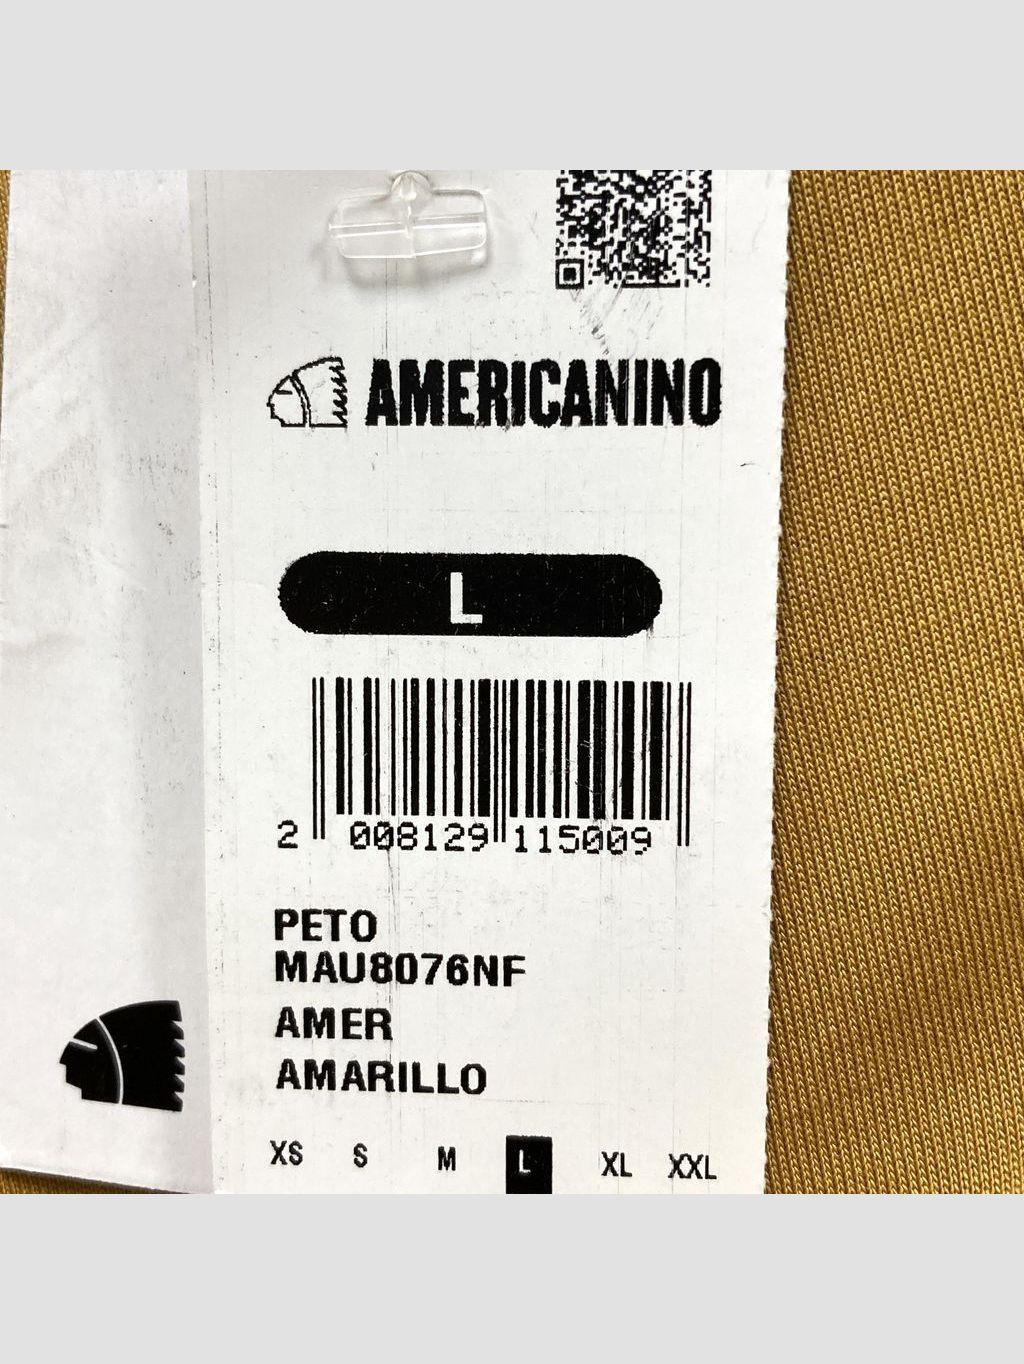 AMERICANINO
L
2 008129 115009
PETO
MAU8076NF
AMER
AMARILLO
XS S M L XL XXL